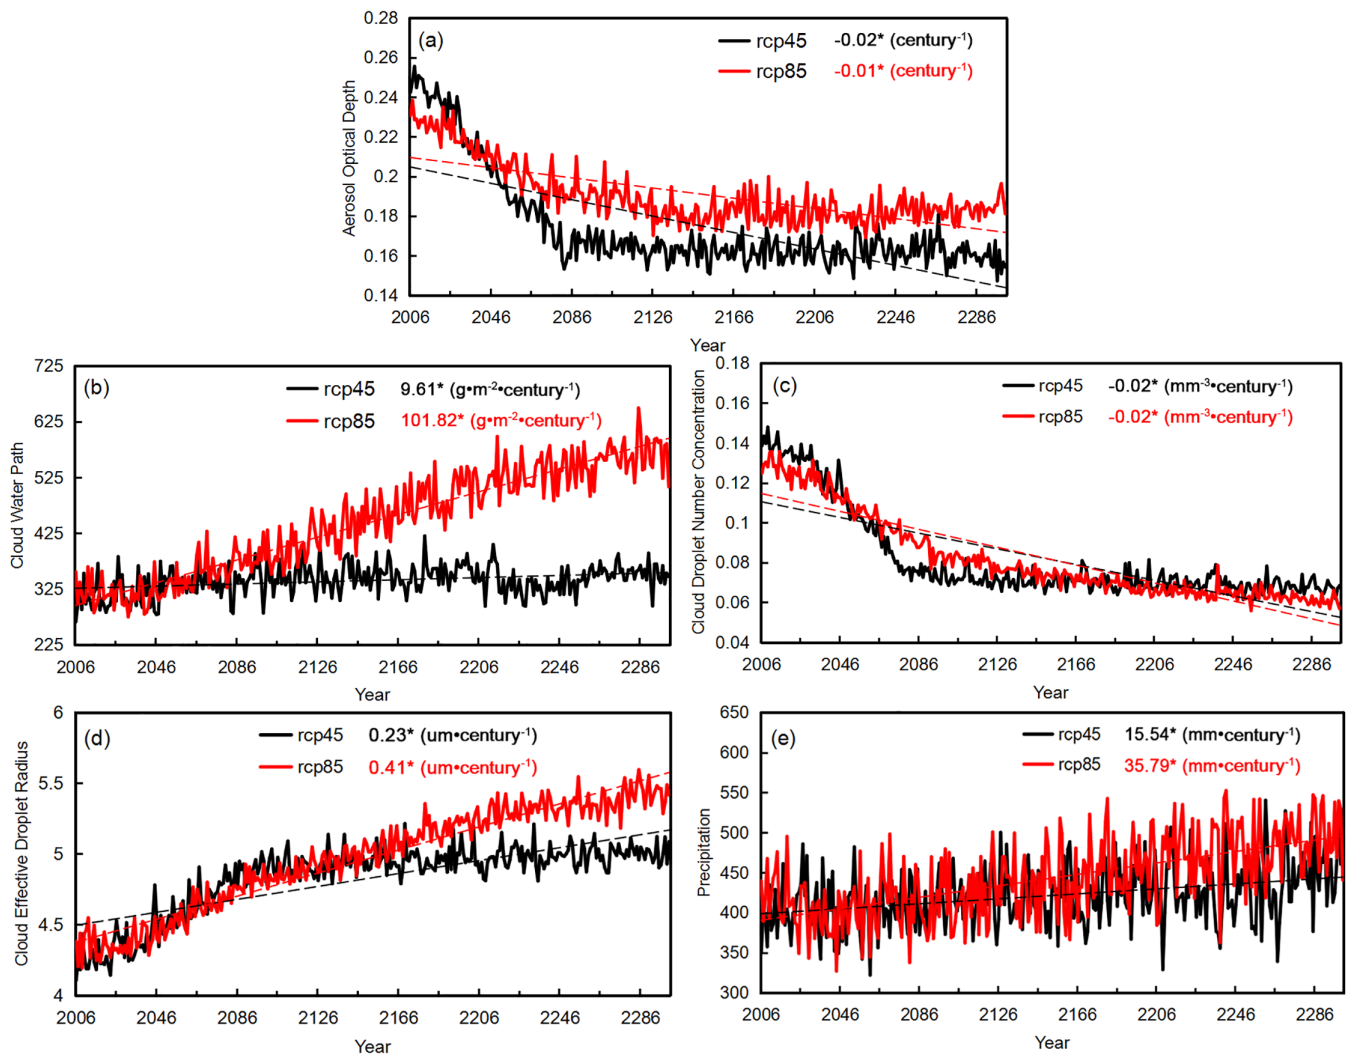 (a)
rcp45 -0.02* (century-1)
rcp85 -0.01* (century-1)
Aerosol Optical Depth
0.28
0.26
0.24
0.22
0.2
0.18
0.16
0.14
2006 2046 2086 2126 2166 2206 2246 2286
Year
(b)
rcp45 9.61* (g•m-2•century-1)
rcp85 101.82* (g•m-2•century-1)
Cloud Water Path
725
625
525
425
325
225
2006 2046 2086 2126 2166 2206 2246 2286
Year
(c)
rcp45 -0.02* (mm-3•century-1)
rcp85 -0.02* (mm-3•century-1)
Cloud Droplet Number Concentration
0.18
0.16
0.14
0.12
0.1
0.08
0.06
0.04
2006 2046 2086 2126 2166 2206 2246 2286
Year
(d)
rcp45 0.23* (um•century-1)
rcp85 0.41* (um•century-1)
Cloud Effective Droplet Radius
6
5.5
5
4.5
4
2006 2046 2086 2126 2166 2206 2246 2286
Year
(e)
rcp45 15.54* (mm•century-1)
rcp85 35.79* (mm•century-1)
Precipitation
650
600
550
500
450
400
350
300
2006 2046 2086 2126 2166 2206 2246 2286
Year